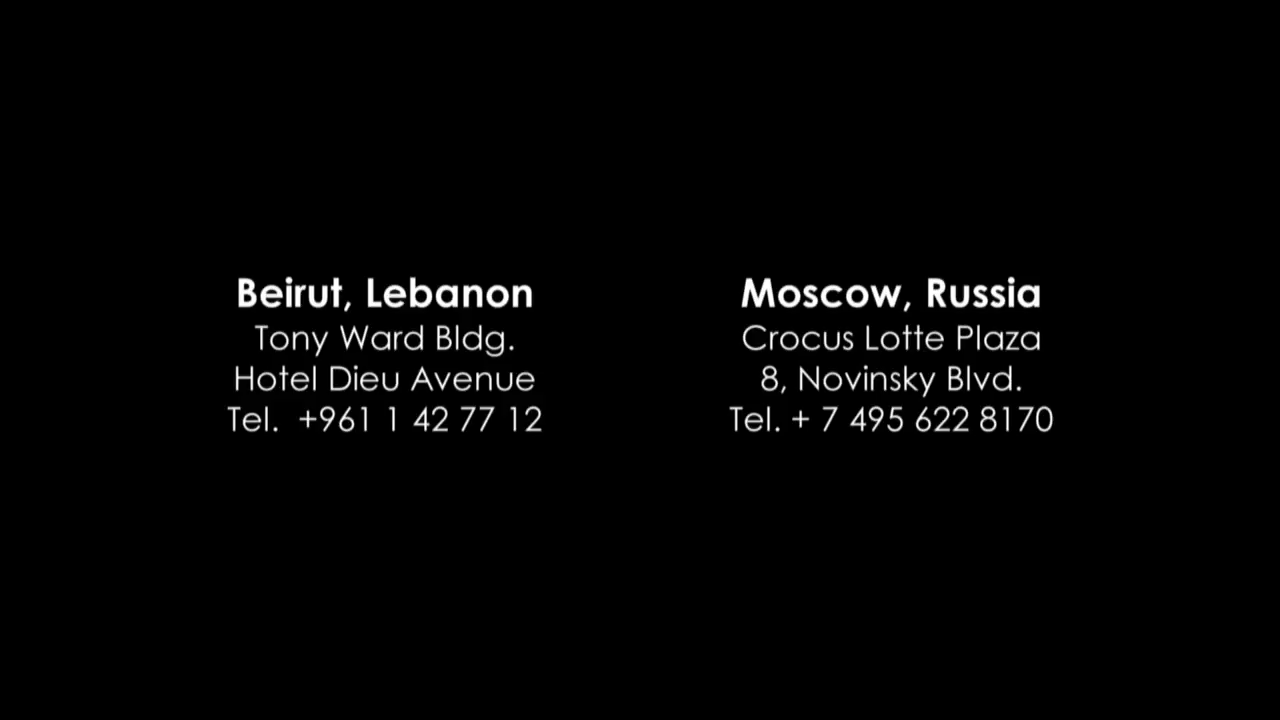 Beirut, Lebanon
Tony Ward Bldg.
Hotel Dieu Avenue
Tel.  +961 1 42 77 12
Moscow, Russia
Crocus Lotte Plaza
8, Novinsky Blvd.
Tel. + 7 495 622 8170